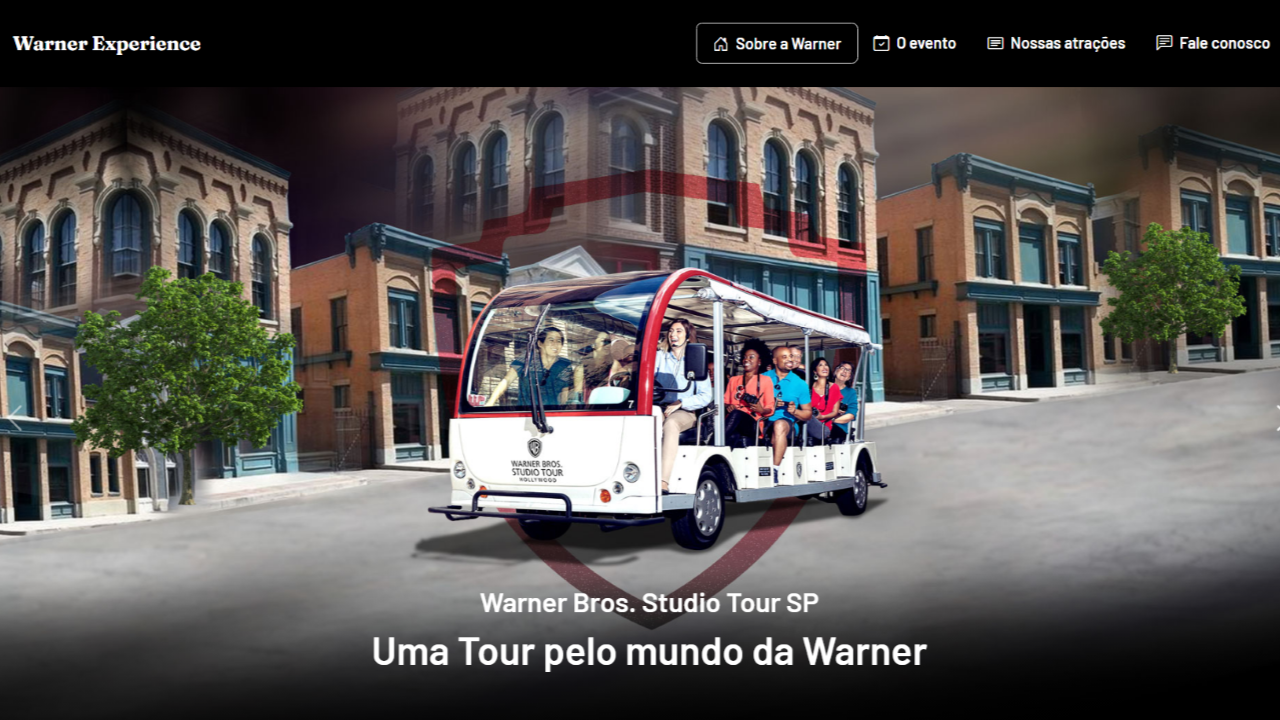 Warner Experience
Sobre a Warner
O evento
Nossas atrações
Fale conosco
7
WARNER BROS.
STUDIO TOUR
HOLLYWOOD
Warner Bros. Studio Tour SP
Uma Tour pelo mundo da Warner